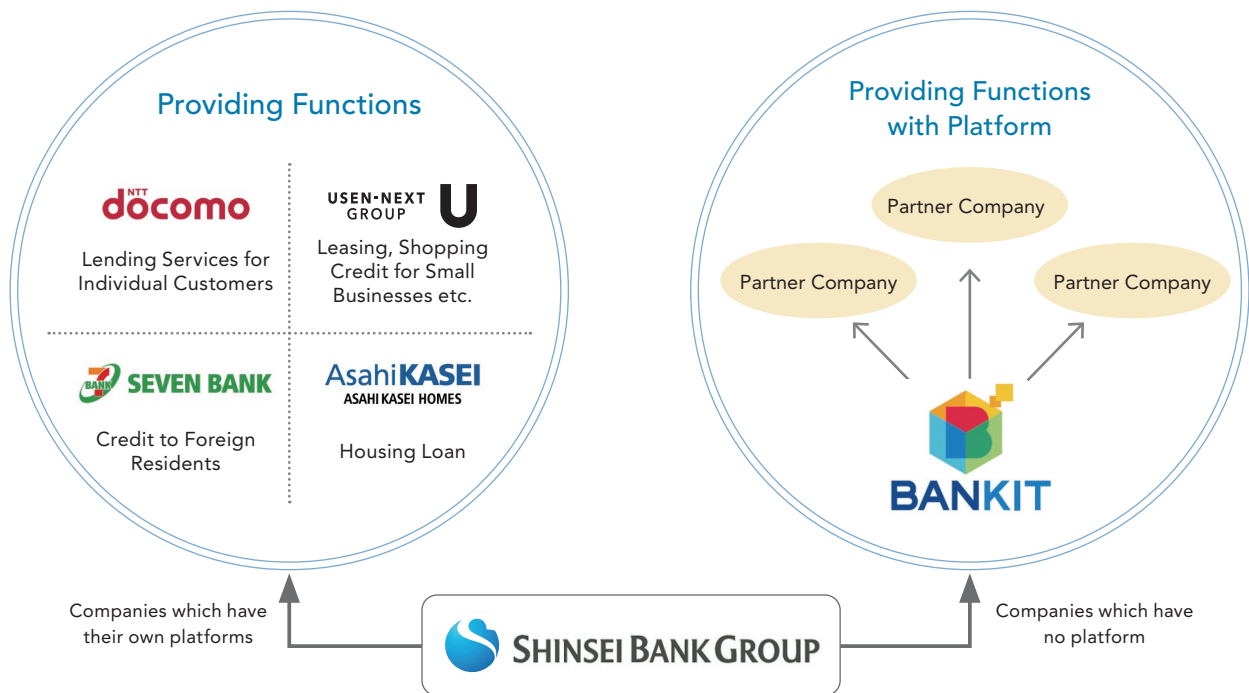 Providing Functions
NTT
döcomo
Lending Services for
Individual Customers
USEN-NEXT
GROUP
U
Leasing, Shopping
Credit for Small
Businesses etc.
7
BANK
SEVEN BANK
Credit to Foreign
Residents
AsahiKASEI
ASAHI KASEI HOMES
Housing Loan
Providing Functions
with Platform
Partner Company
Partner Company
Partner Company
B
BANKIT
Companies which have
their own platforms
SHINSEI BANK GROUP
Companies which have
no platform